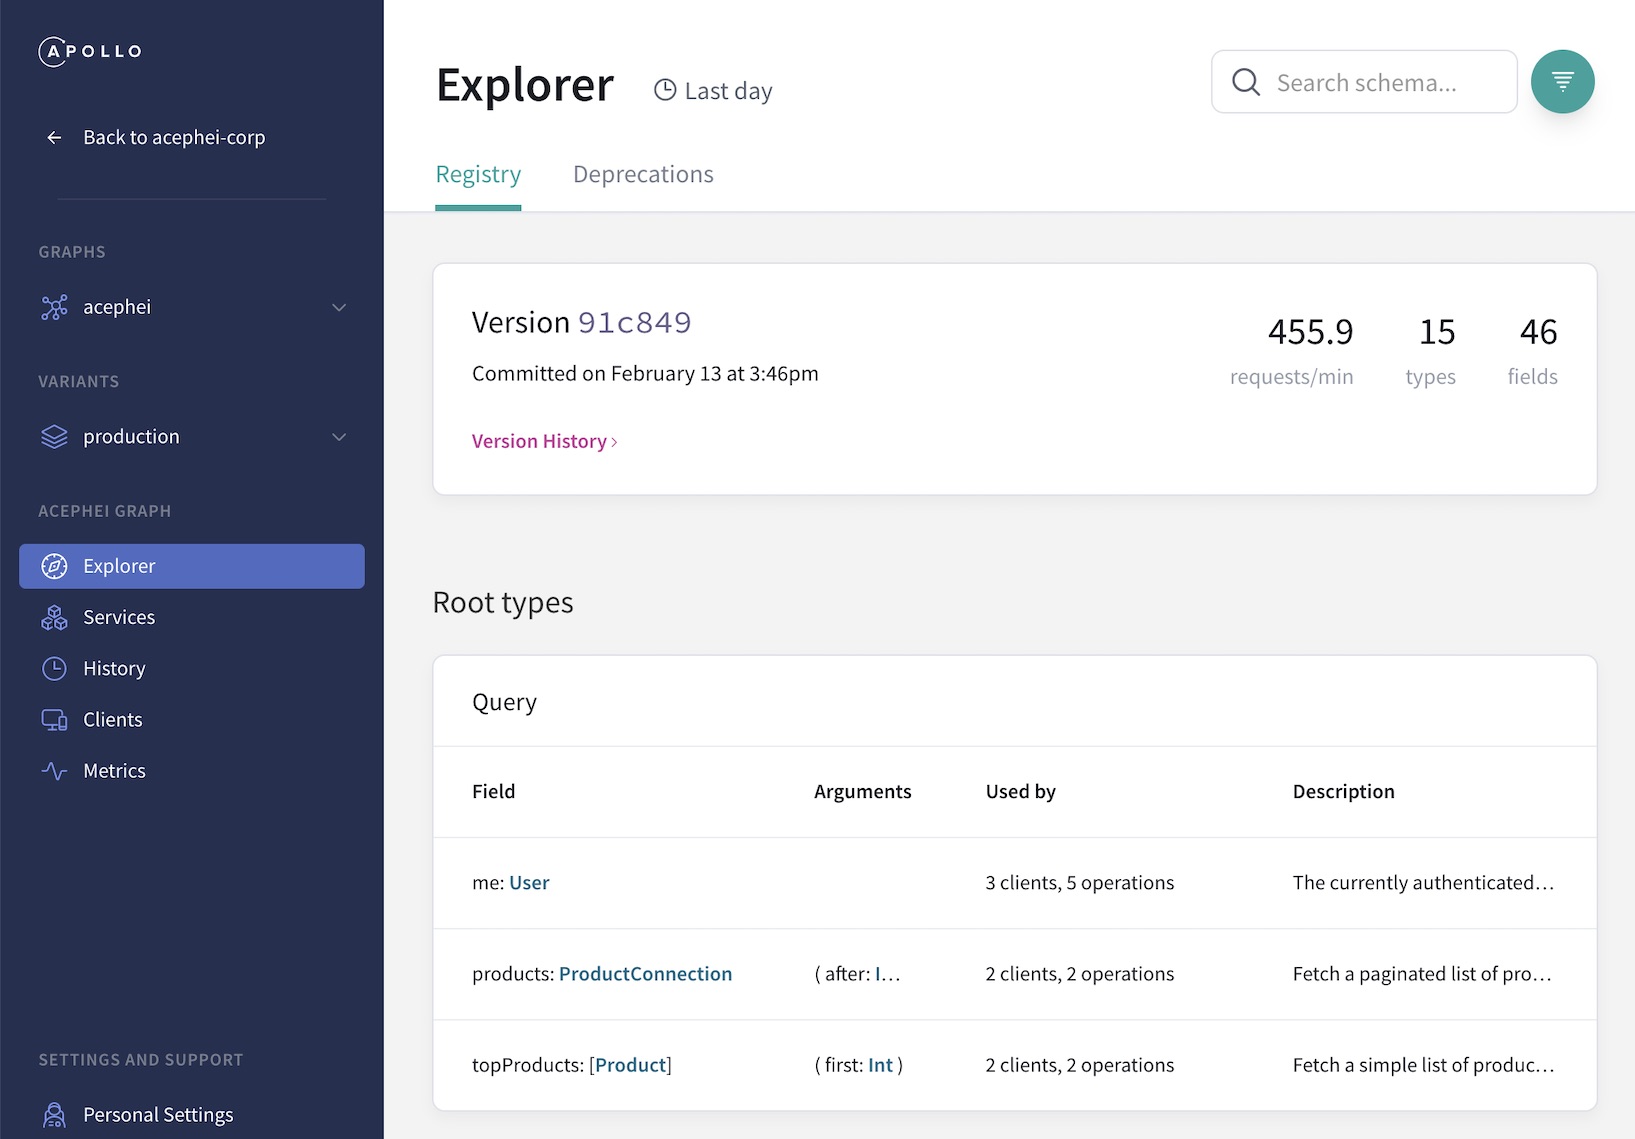 APOLLO
Back to acephei-corp
GRAPHS
acephei
VARIANTS
production
ACEPHEI GRAPH
Explorer
Services
History
Clients
Metrics
SETTINGS AND SUPPORT
Personal Settings
Explorer Last day
Search schema...
Registry Deprecations
Version 91c849
Committed on February 13 at 3:46pm
Version History
455.9 15 46
requests/min types fields
Root types
Query
Field Arguments Used by Description
me: User 3 clients, 5 operations The currently authenticated…
products: ProductConnection ( after: I… 2 clients, 2 operations Fetch a paginated list of pro…
topProducts: [Product] ( first: Int ) 2 clients, 2 operations Fetch a simple list of produc…